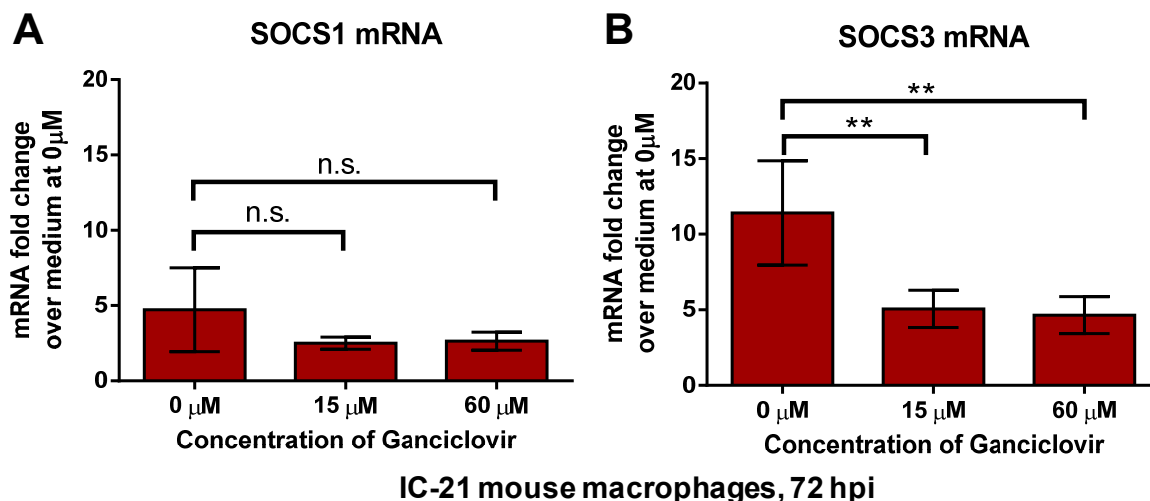 A
SOCS1 mRNA
mRNA fold change
over medium at 0μM
20
15
10
5
0
n.s.
n.s.
0 μM
15 μM
60 μM
Concentration of Ganciclovir
B
SOCS3 mRNA
mRNA fold change
over medium at 0μM
20
15
10
5
0
**
**
0 μM
15 μM
60 μM
Concentration of Ganciclovir
IC-21 mouse macrophages, 72 hpi